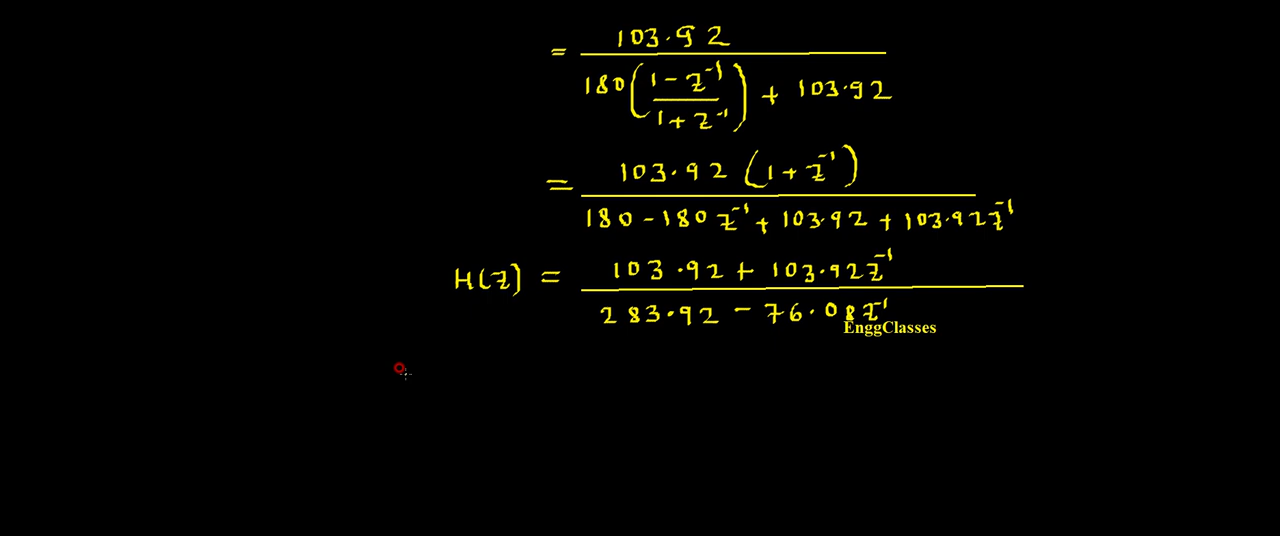 = 103.92 / 180(1 - z⁻¹ / 1 + z⁻¹) + 103.92
= 103.92 (1 + z⁻¹) / 180 - 180 z⁻¹ + 103.92 + 103.92 z⁻¹
H(z) = 103.92 + 103.92 z⁻¹ / 283.92 - 76.08 z⁻¹
EnggClasses